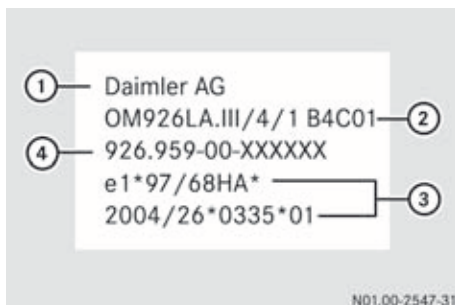 1 Daimler AG
OM926LA.III/4/1 B4C01 2
4 926.959-00-XXXXXX
e1*97/68HA*
3
2004/26*0335*01
N01.00-2547-31